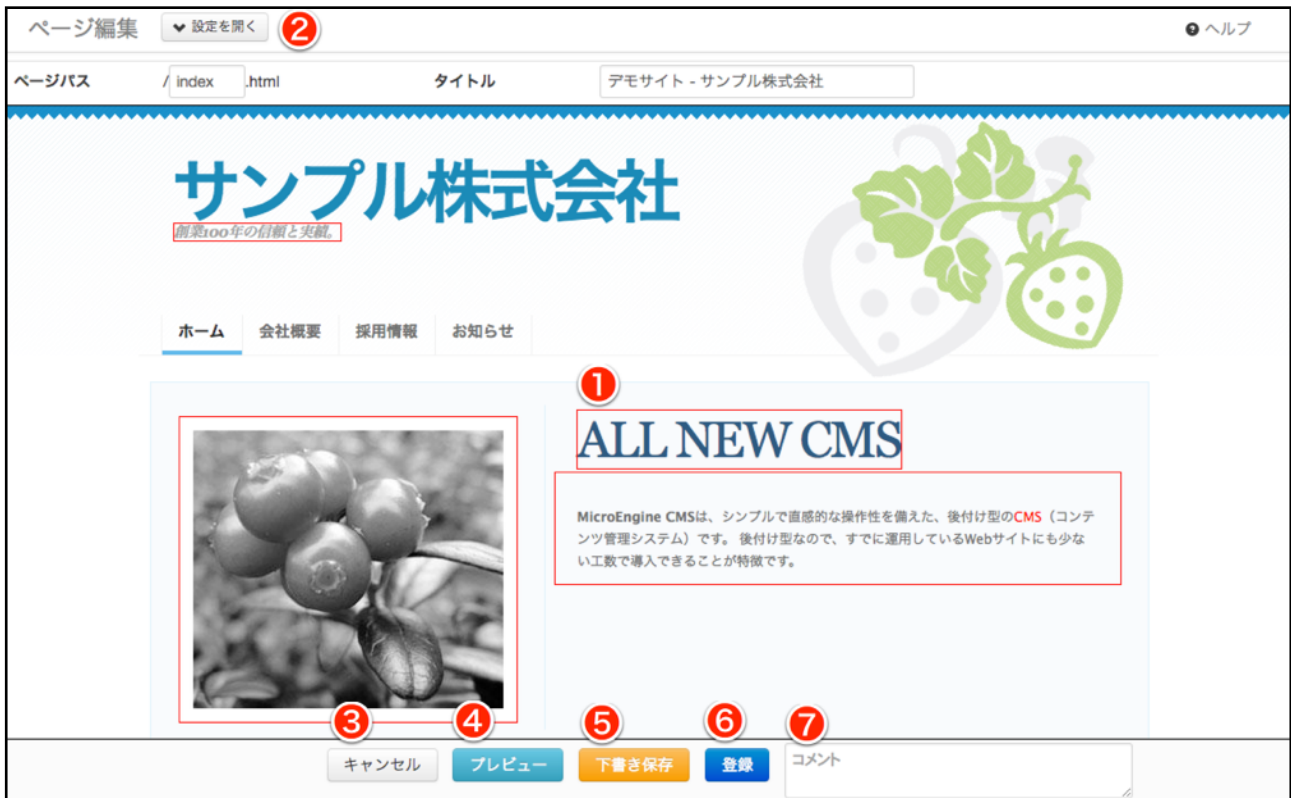 ページ編集 設定を開く ❷ ヘルプ
ページパス / index .html タイトル デモサイト - サンプル株式会社
サンプル株式会社
創業100年の信頼と実績。
ホーム 会社概要 採用情報 お知らせ
❶
ALL NEW CMS
MicroEngine CMSは、シンプルで直感的な操作性を備えた、後付け型のCMS（コンテ
ンツ管理システム）です。 後付け型なので、すでに運用しているWebサイトにも少な
い工数で導入できることが特徴です。
❸ ❹ ❺ ❻ ❼
キャンセル プレビュー 下書き保存 登録 コメント